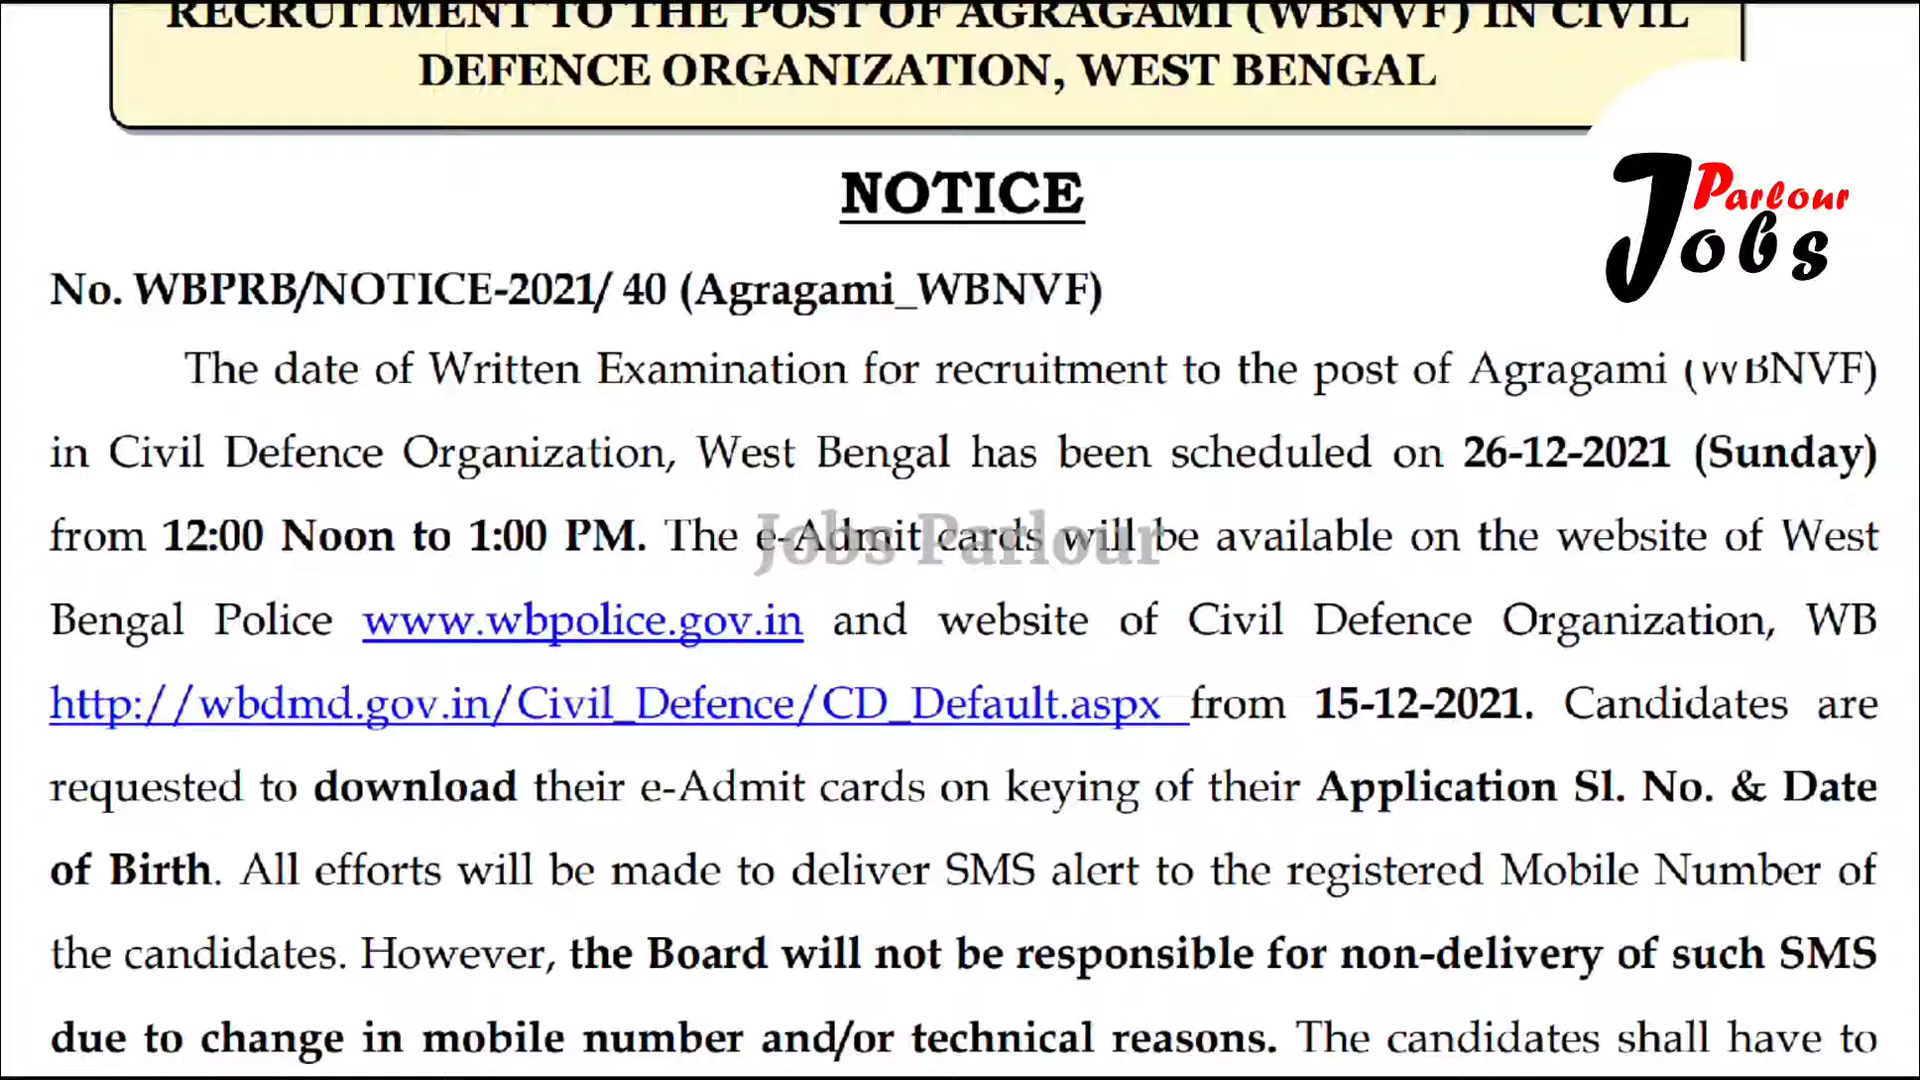 RECRUITMENT TO THE POST OF AGRAGAMI (WBNVF) IN CIVIL
DEFENCE ORGANIZATION, WEST BENGAL
NOTICE
Parlour
Jobs
No. WBPRB/NOTICE-2021/ 40 (Agragami_WBNVF)
The date of Written Examination for recruitment to the post of Agragami (WBNVF)
in Civil Defence Organization, West Bengal has been scheduled on 26-12-2021 (Sunday)
from 12:00 Noon to 1:00 PM. The e-Admit cards will be available on the website of West
Jobs Parlour
Bengal Police www.wbpolice.gov.in and website of Civil Defence Organization, WB
http://wbdmd.gov.in/Civil_Defence/CD_Default.aspx from 15-12-2021. Candidates are
requested to download their e-Admit cards on keying of their Application Sl. No. & Date
of Birth. All efforts will be made to deliver SMS alert to the registered Mobile Number of
the candidates. However, the Board will not be responsible for non-delivery of such SMS
due to change in mobile number and/or technical reasons. The candidates shall have to